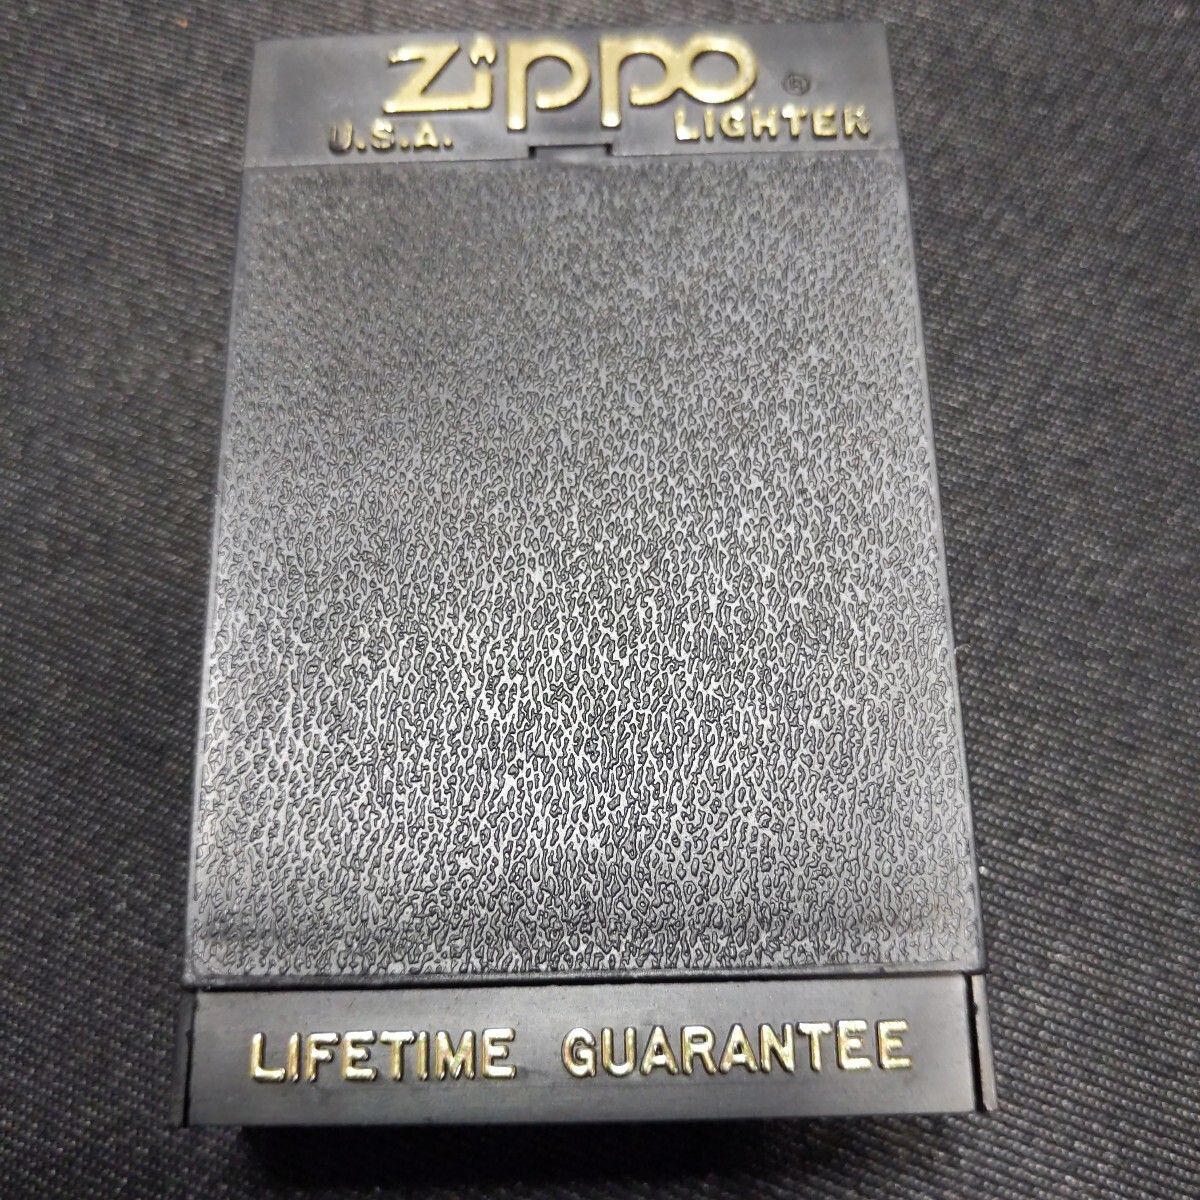 Zippo ®
U.S.A. LIGHTER
LIFETIME GUARANTEE